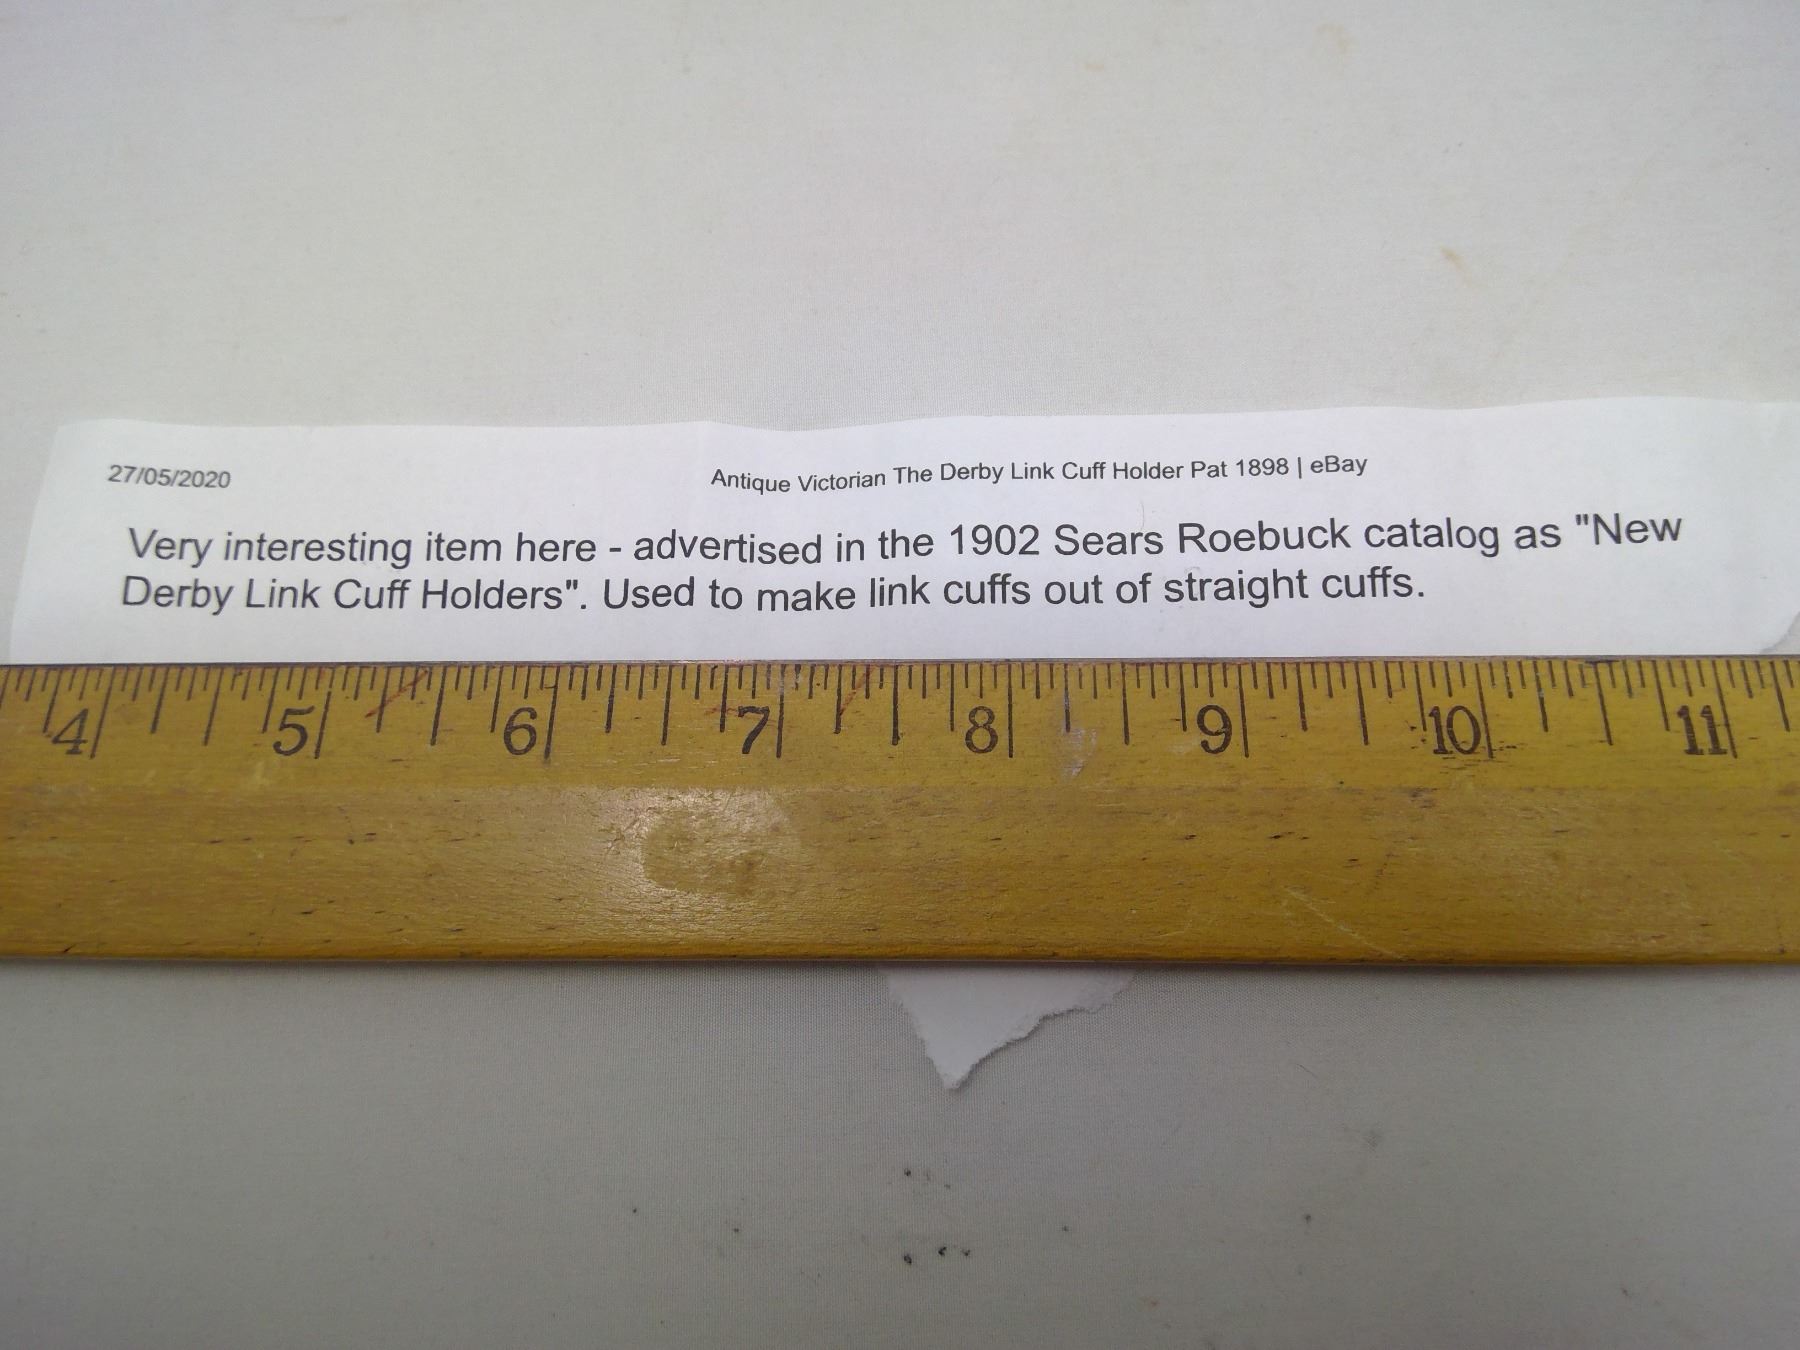 27/05/2020 Antique Victorian The Derby Link Cuff Holder Pat 1898 | eBay
Very interesting item here - advertised in the 1902 Sears Roebuck catalog as "New
Derby Link Cuff Holders". Used to make link cuffs out of straight cuffs.
4 5 6 7 8 9 10 11